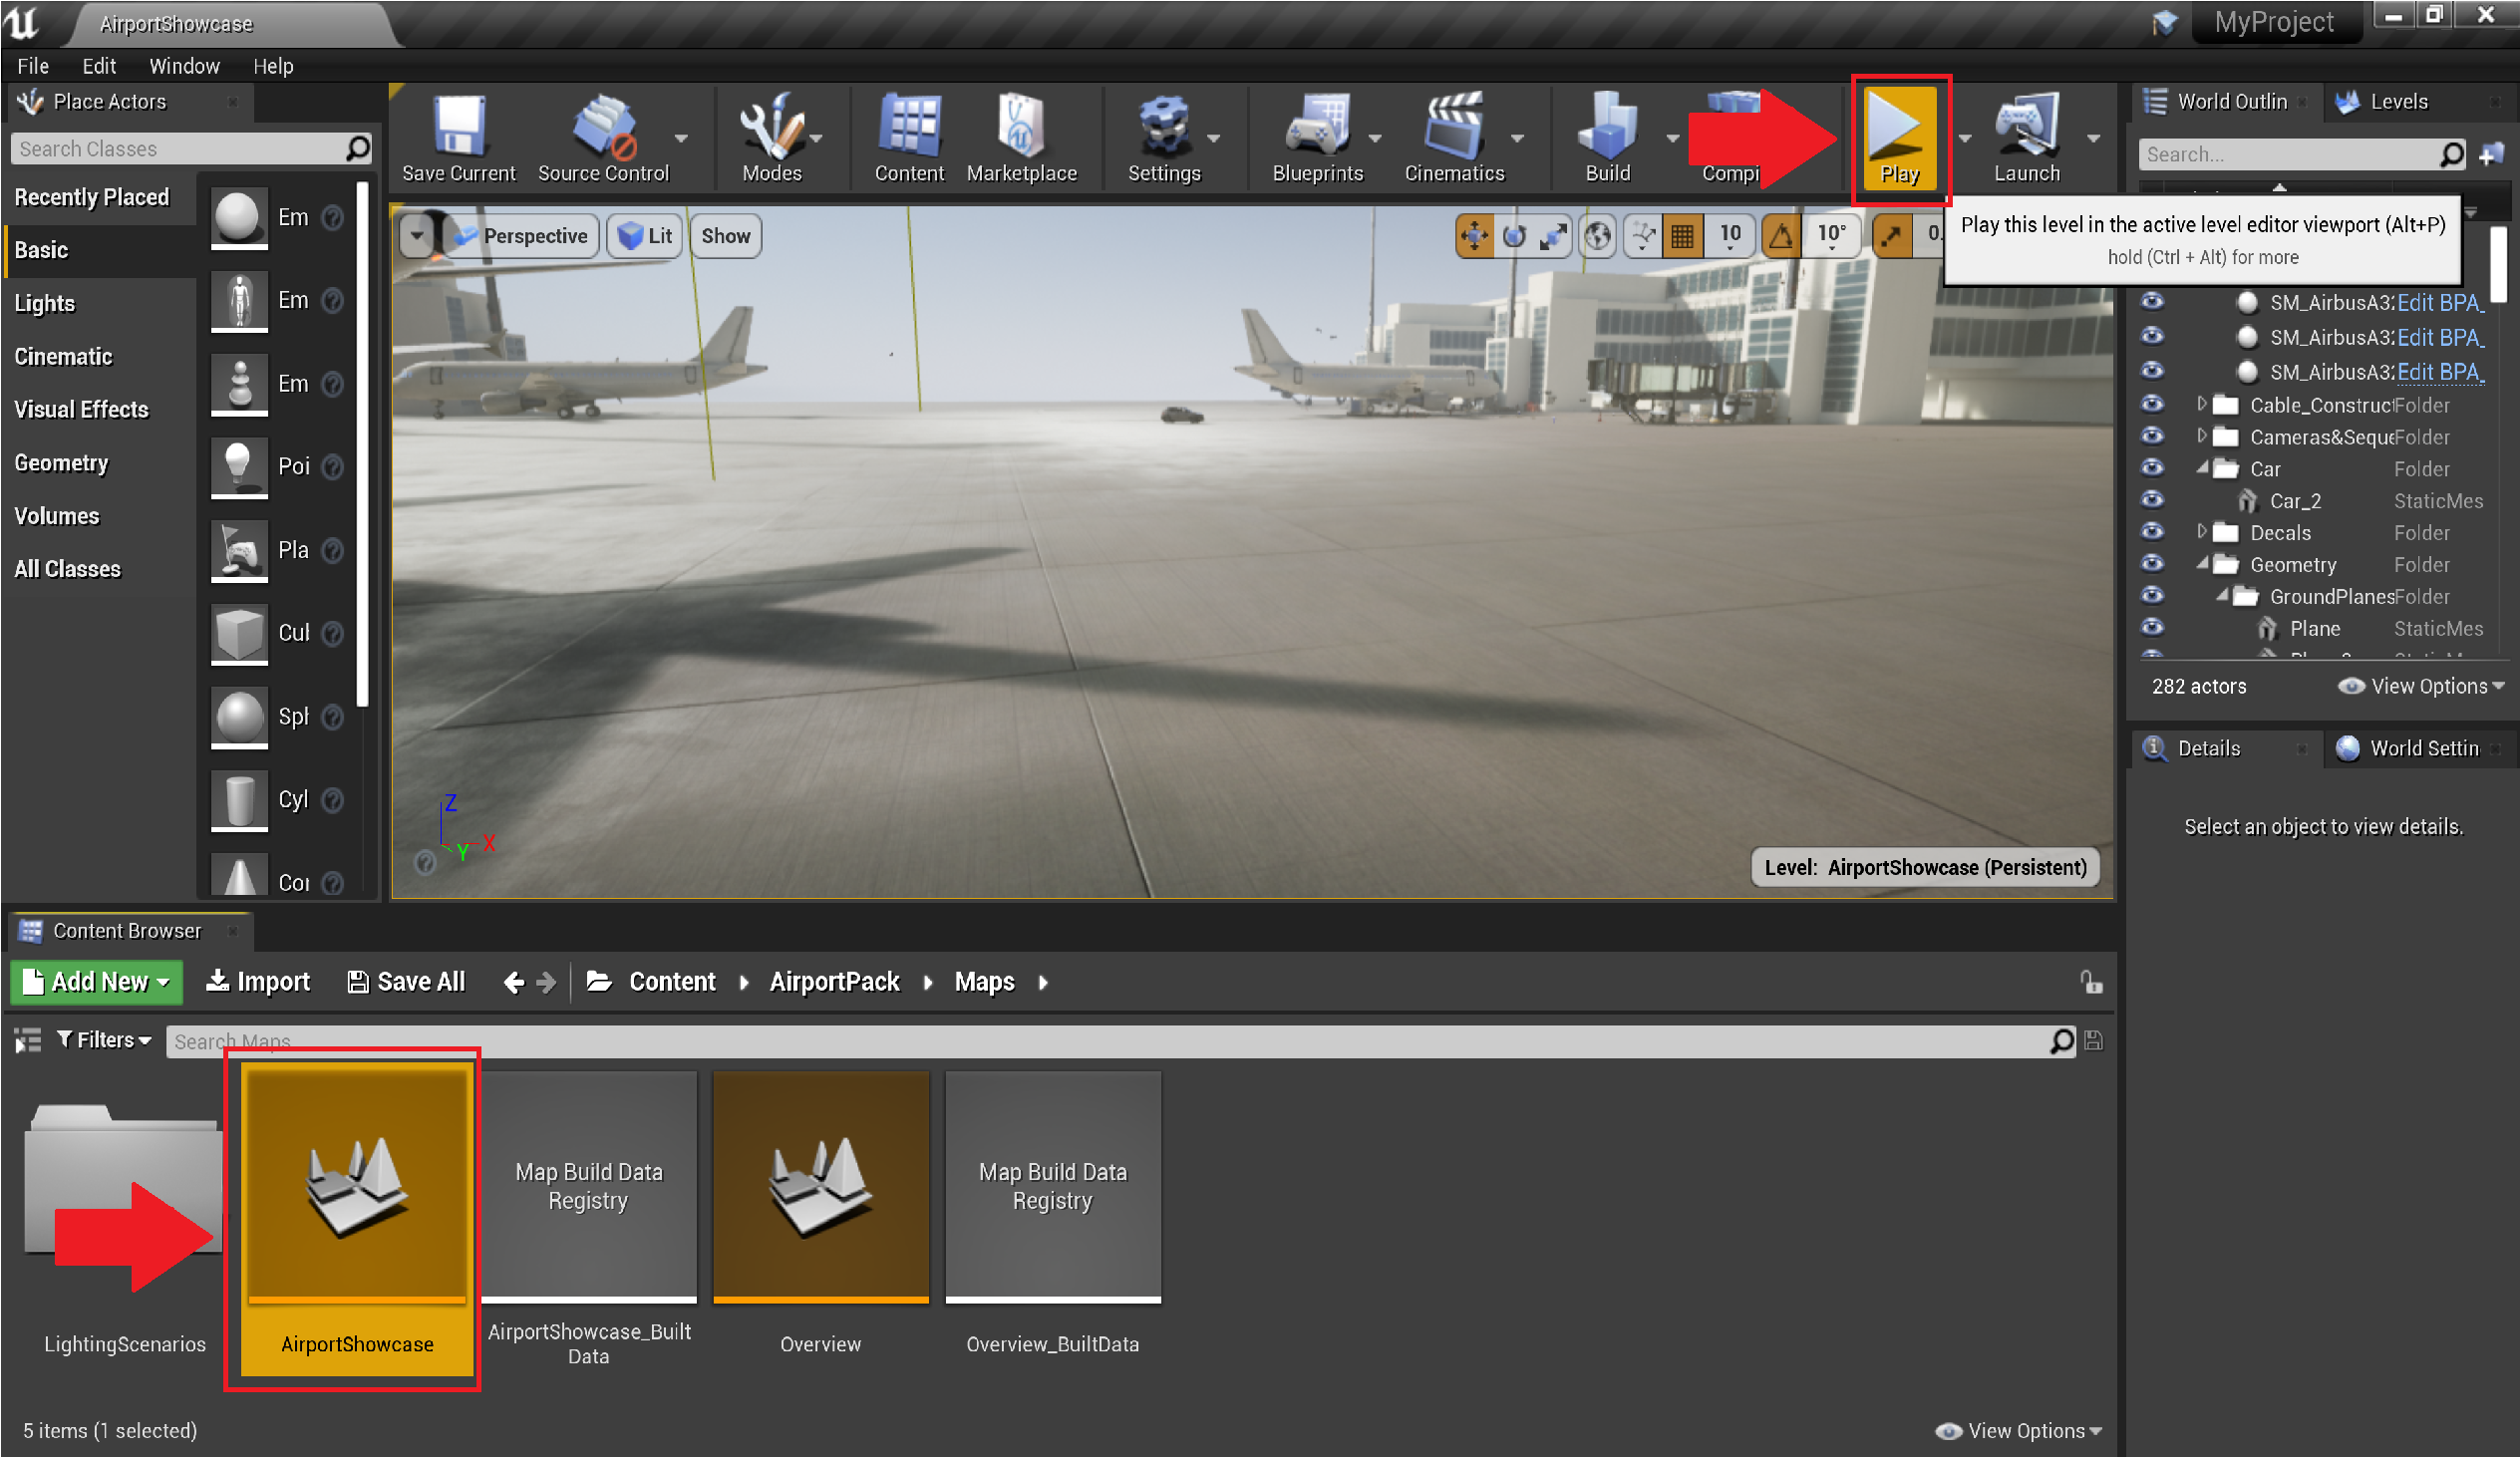 AirportShowcase
MyProject
File Edit Window Help
Place Actors
Search Classes
Recently Placed
Basic
Lights
Cinematic
Visual Effects
Geometry
Volumes
All Classes
Em
Em
Em
Poi
Pla
Cul
Spl
Cyl
Cor
Save Current
Source Control
Modes
Content
Marketplace
Settings
Blueprints
Cinematics
Build
Compi
Play
Launch
Play this level in the active level editor viewport (Alt+P)
hold (Ctrl + Alt) for more
Perspective
Lit
Show
10
10°
0.
Z
X
Y
Level: AirportShowcase (Persistent)
World Outlin
Levels
Search...
SM_AirbusA32 Edit BPA_
SM_AirbusA32 Edit BPA_
SM_AirbusA32 Edit BPA_
Cable_Construct Folder
Cameras&Seque Folder
Car Folder
Car_2 StaticMes
Decals Folder
Geometry Folder
GroundPlanes Folder
Plane StaticMes
282 actors
View Options
Details
World Settin
Select an object to view details.
Content Browser
Add New Import Save All Content AirportPack Maps
Filters
Search Maps
Map Build Data
Registry
Map Build Data
Registry
LightingScenarios
AirportShowcase
AirportShowcase_Built
Data
Overview
Overview_BuiltData
5 items (1 selected)
View Options